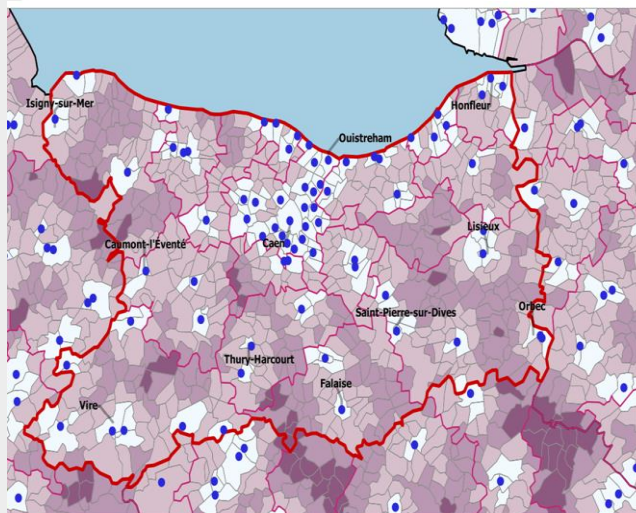 Isigny-sur-Mer
Honfleur
Ouistreham
Lisieux
Caen
Caumont-l'Éventé
Saint-Pierre-sur-Dives
Orbec
Thury-Harcourt
Falaise
Vire